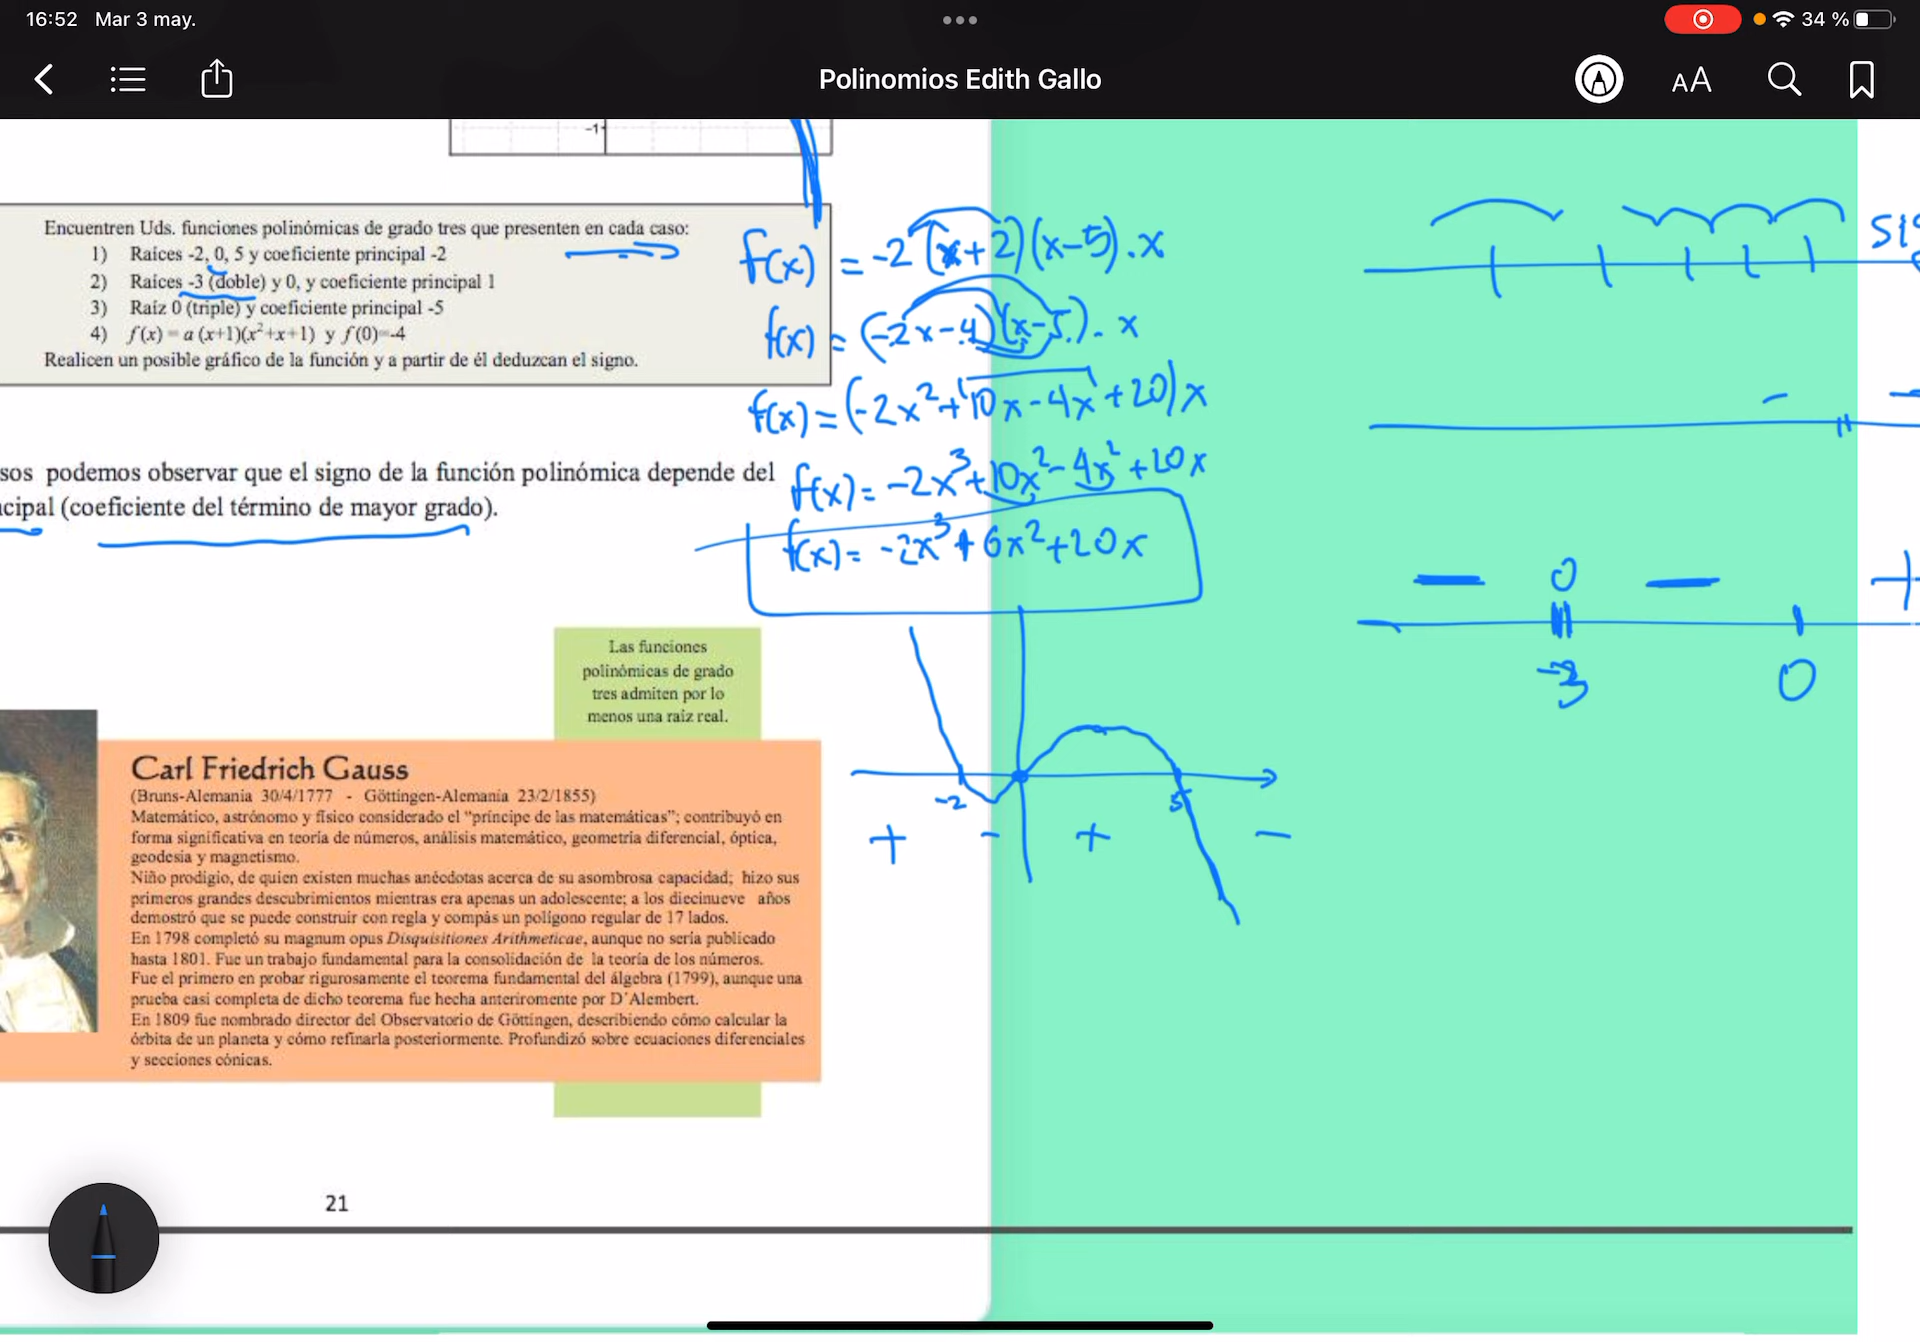 16:52 Mar 3 may.
34 %
Polinomios Edith Gallo
AA
-1
Encuentren Uds. funciones polinómicas de grado tres que presenten en cada caso:
1) Raíces -2, 0, 5 y coeficiente principal -2
2) Raíces -3 (doble) y 0, y coeficiente principal 1
3) Raíz 0 (triple) y coeficiente principal -5
4) f(x) = a (x+1)(x²+x+1) y f(0)=-4
Realicen un posible gráfico de la función y a partir de él deduzcan el signo.
f(x) = -2 (x+2)(x-5).x
f(x) = (-2x-4)(x-5).x
f(x) = (-2x²+10x-4x+20)x
f(x) = -2x³+10x²-4x²+20x
f(x) = -2x³+6x²+20x
sos podemos observar que el signo de la función polinómica depende del
cipal (coeficiente del término de mayor grado).
- 0 - +
-3 0
-2 5
+ - + -
Las funciones
polinómicas de grado
tres admiten por lo
menos una raíz real.
Carl Friedrich Gauss
(Bruns-Alemania 30/4/1777 - Göttingen-Alemania 23/2/1855)
Matemático, astrónomo y físico considerado el "príncipe de las matemáticas"; contribuyó en
forma significativa en teoría de números, análisis matemático, geometría diferencial, óptica,
geodesia y magnetismo.
Niño prodigio, de quien existen muchas anécdotas acerca de su asombrosa capacidad; hizo sus
primeros grandes descubrimientos mientras era apenas un adolescente; a los diecinueve años
demostró que se puede construir con regla y compás un polígono regular de 17 lados.
En 1798 completó su magnum opus Disquisitiones Arithmeticae, aunque no sería publicado
hasta 1801. Fue un trabajo fundamental para la consolidación de la teoría de los números.
Fue el primero en probar rigurosamente el teorema fundamental del álgebra (1799), aunque una
prueba casi completa de dicho teorema fue hecha anteriromente por D´Alembert.
En 1809 fue nombrado director del Observatorio de Göttingen, describiendo cómo calcular la
órbita de un planeta y cómo refinarla posteriormente. Profundizó sobre ecuaciones diferenciales
y secciones cónicas.
21